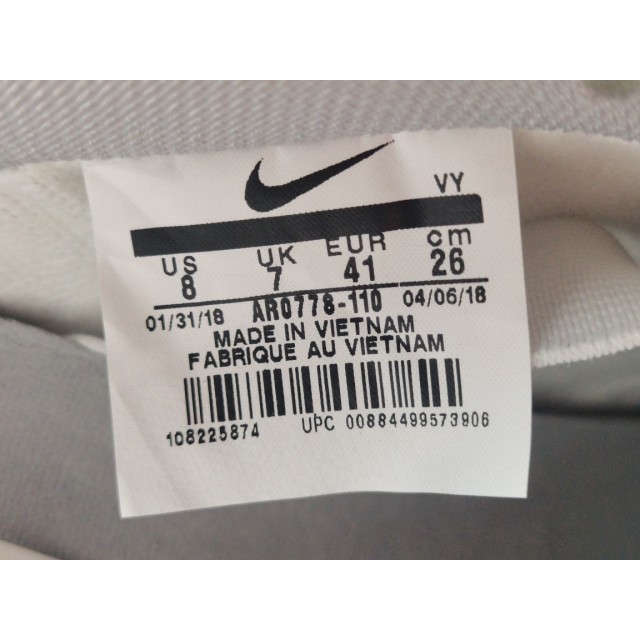 VY
US UK EUR cm
8 7 41 26
01/31/18 AR0778-110 04/06/18
MADE IN VIETNAM
FABRIQUE AU VIETNAM
108225874 UPC 00884499573906